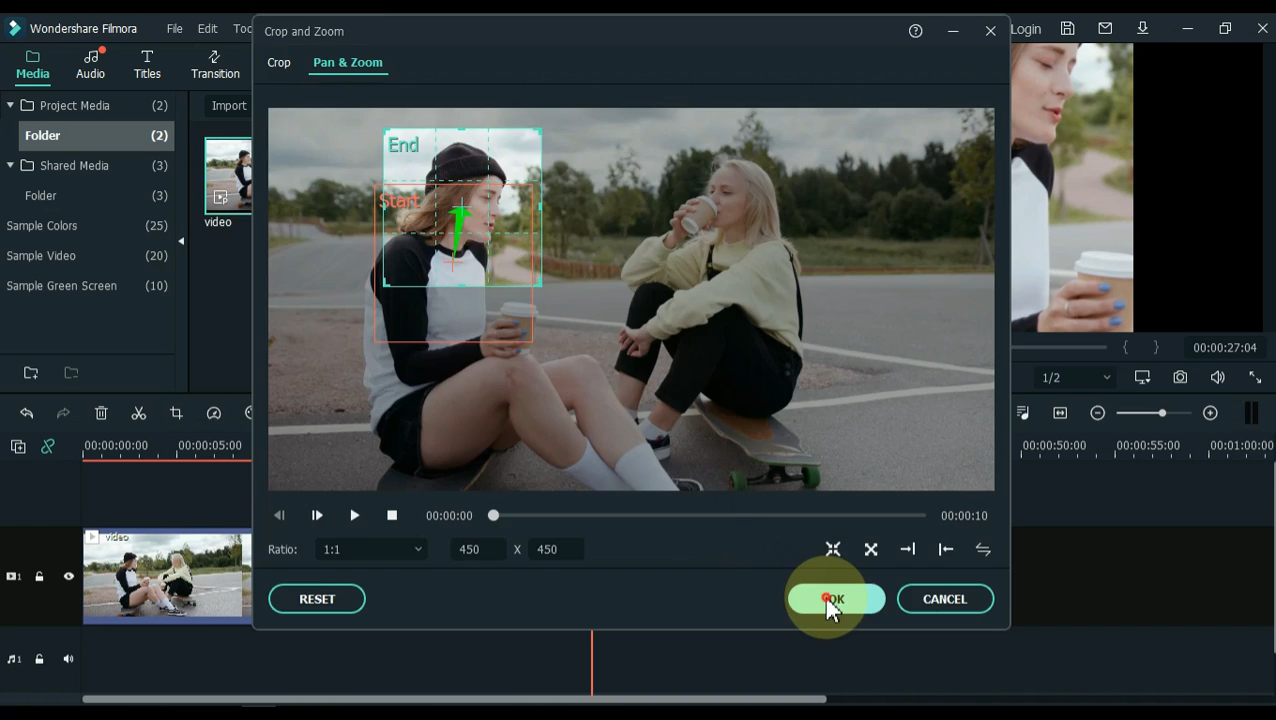 Wondershare Filmora
File
Edit
Too
Crop and Zoom
Login
Media
Audio
Titles
Transition
Crop
Pan & Zoom
Project Media (2)
Folder (2)
Shared Media (3)
Folder (3)
Sample Colors (25)
Sample Video (20)
Sample Green Screen (10)
Import
video
End
Start
00:00:27:04
1/2
00:00:00
00:00:10
Ratio: 1:1 450 X 450
RESET
OK
CANCEL
00:00:00:00 00:00:05:00
00:00:50:00 00:00:55:00 00:01:00:00
video
1
1